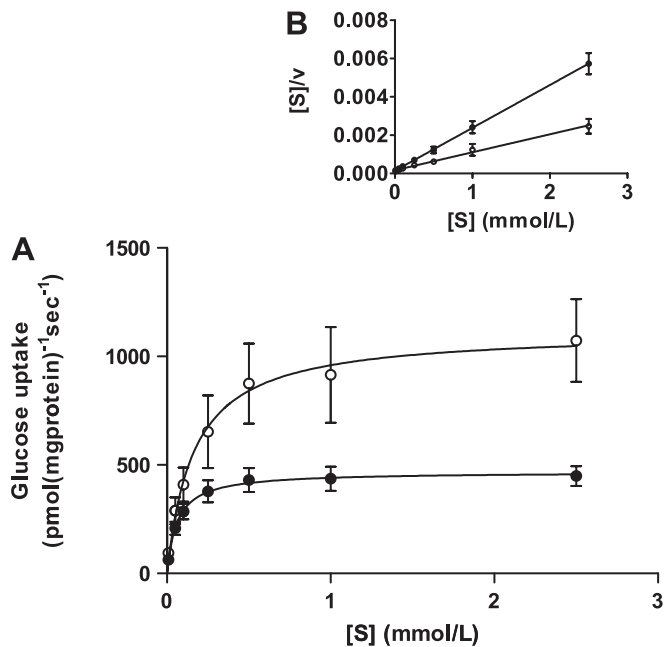 B
0.008
0.006
0.004
0.002
0.000
[S]/v
0 1 2 3
[S] (mmol/L)
A
1500
1000
500
0
Glucose uptake
(pmol(mgprotein)⁻¹sec⁻¹)
0 1 2 3
[S] (mmol/L)